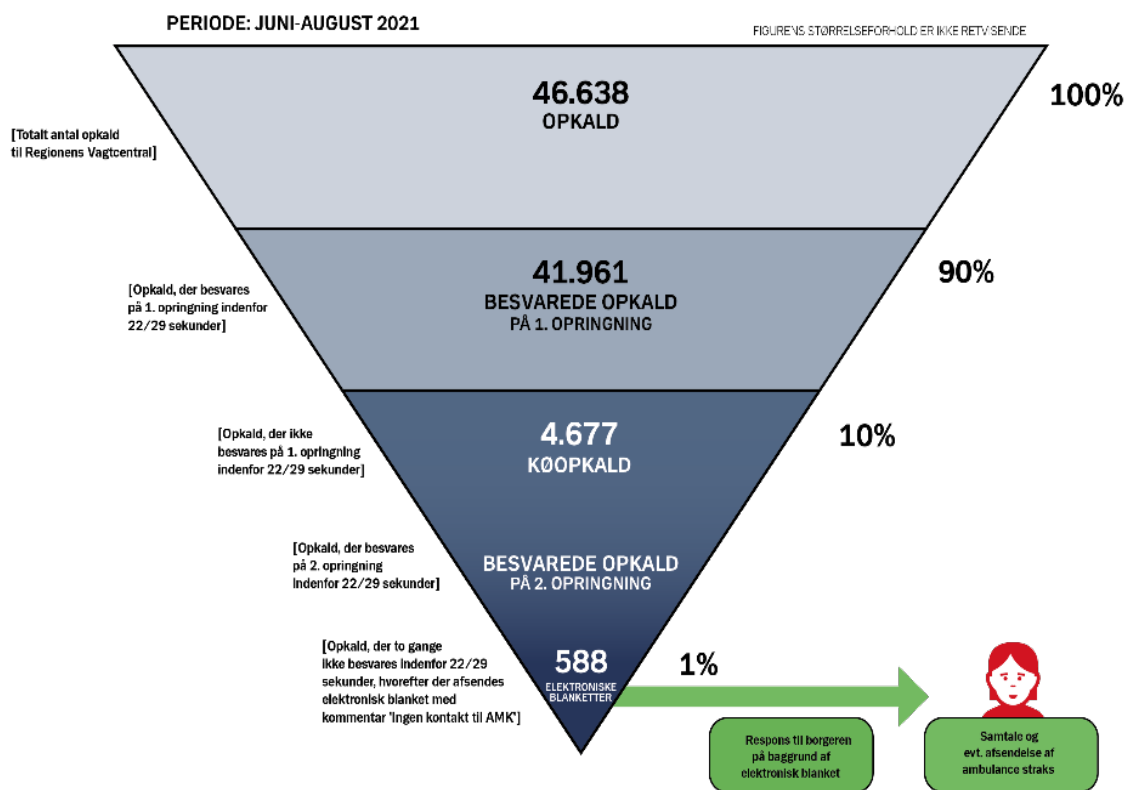 PERIODE: JUNI-AUGUST 2021
FIGURENS STØRRELSEFORHOLD ER IKKE RETVISENDE
46.638
OPKALD
100%
[Totalt antal opkald
til Regionens Vagtcentral]
41.961
BESVAREDE OPKALD
PÅ 1. OPRINGNING
90%
[Opkald, der besvares
på 1. opringning indenfor
22/29 sekunder]
4.677
KØOPKALD
10%
[Opkald, der ikke
besvares på 1. opringning
indenfor 22/29 sekunder]
BESVAREDE OPKALD
PÅ 2. OPRINGNING
[Opkald, der besvares
på 2. opringning
indenfor 22/29 sekunder]
588
ELEKTRONISKE
BLANKETTER
1%
[Opkald, der to gange
ikke besvares indenfor 22/29
sekunder, hvorefter der afsendes
elektronisk blanket med
kommentar 'Ingen kontakt til AMK']
Respons til borgeren
på baggrund af
elektronisk blanket
Samtale og
evt. afsendelse af
ambulance straks